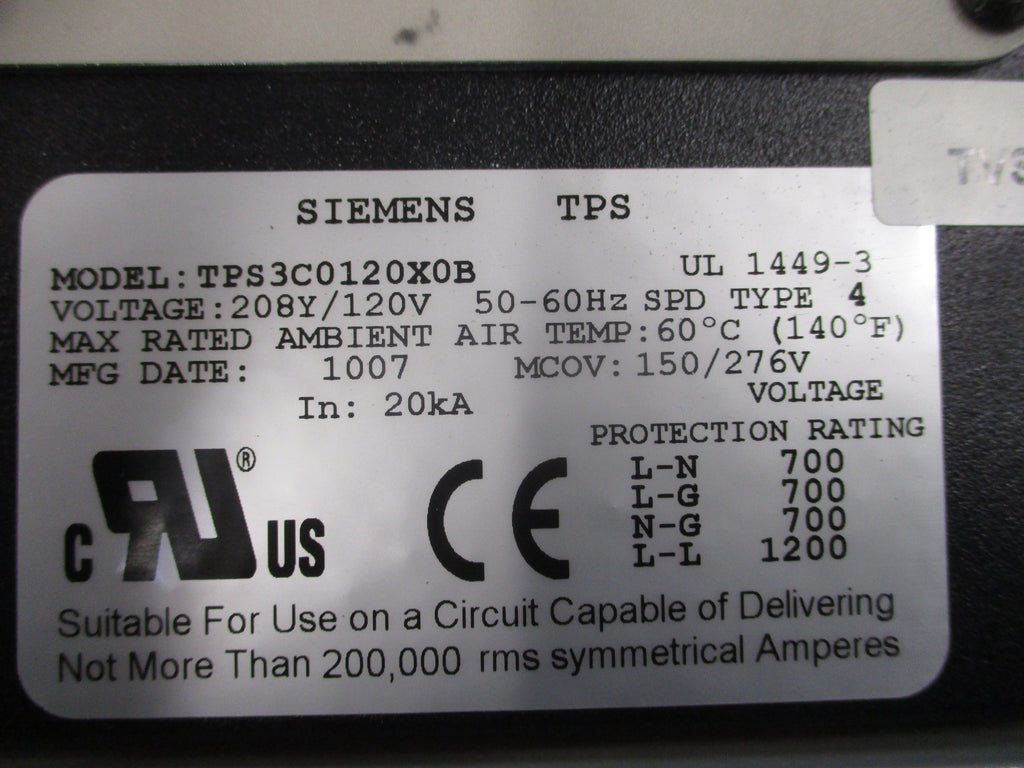 SIEMENS TPS
MODEL: TPS3C0120X0B UL 1449-3
VOLTAGE: 208Y/120V 50-60Hz SPD TYPE 4
MAX RATED AMBIENT AIR TEMP: 60°C (140°F)
MFG DATE: 1007 MCOV: 150/276V
In: 20kA VOLTAGE
PROTECTION RATING
L-N 700
L-G 700
N-G 700
L-L 1200
C RU® US
CE
Suitable For Use on a Circuit Capable of Delivering
Not More Than 200,000 rms symmetrical Amperes